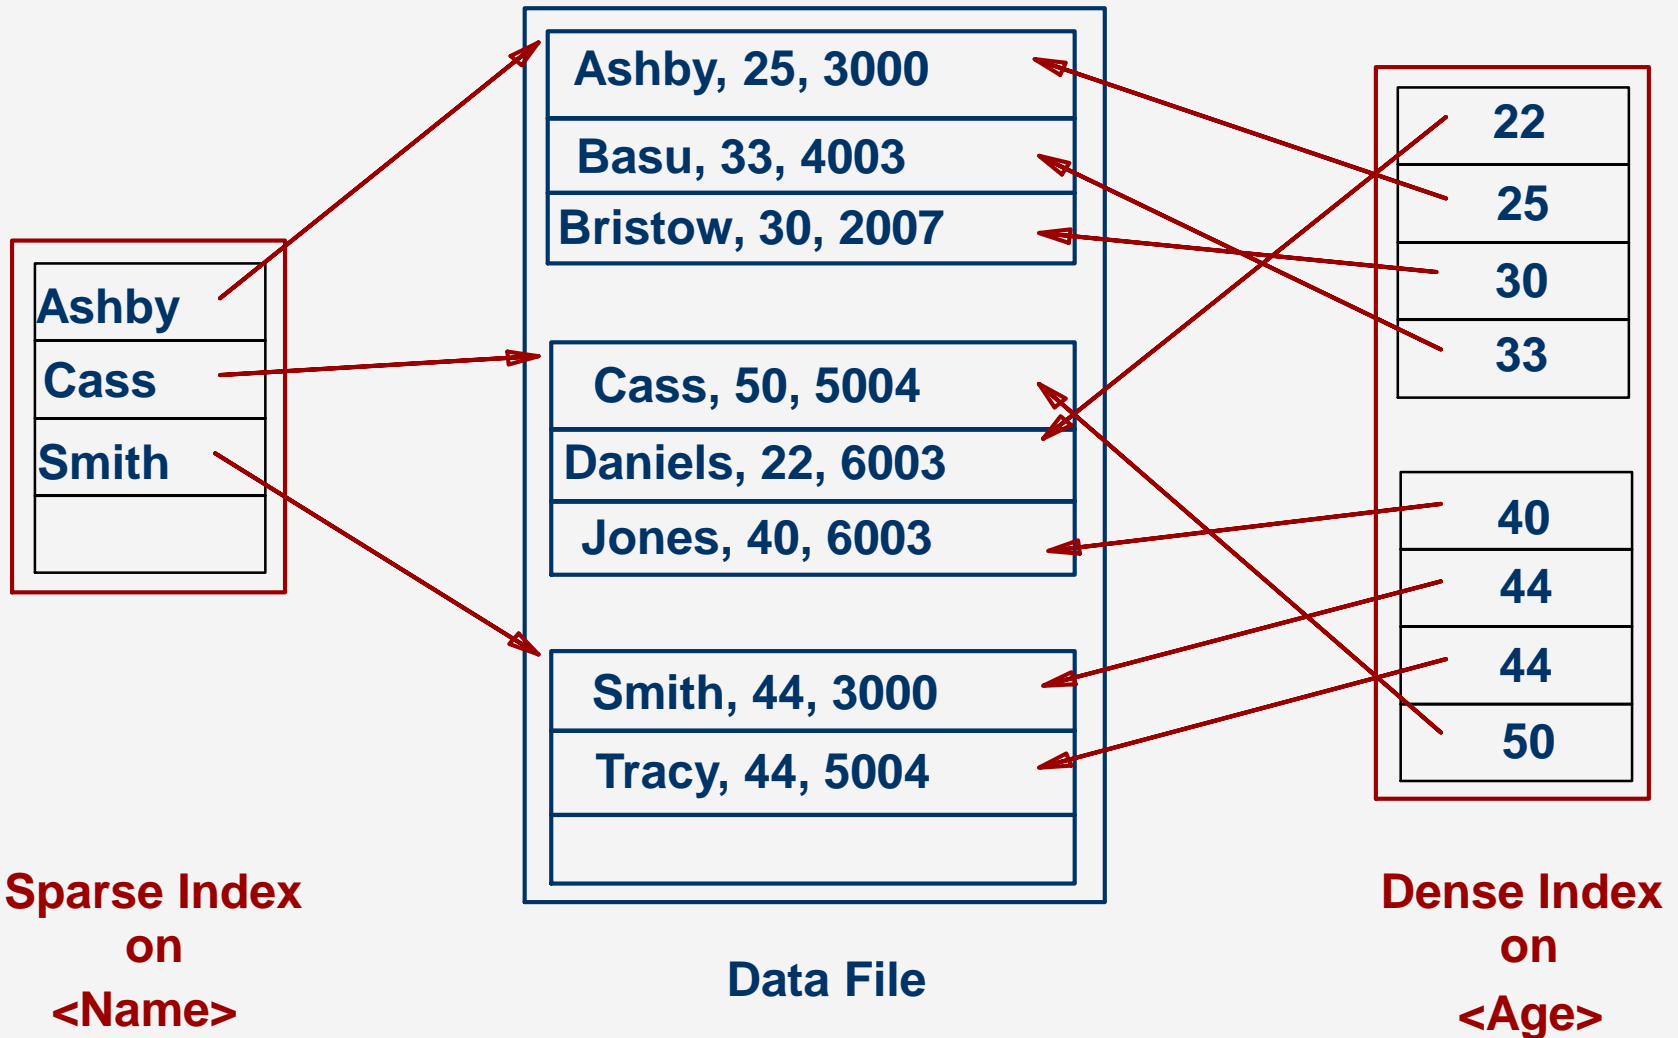 Ashby
Cass
Smith
Sparse Index
on
<Name>
Ashby, 25, 3000
Basu, 33, 4003
Bristow, 30, 2007
Cass, 50, 5004
Daniels, 22, 6003
Jones, 40, 6003
Smith, 44, 3000
Tracy, 44, 5004
Data File
22
25
30
33
40
44
44
50
Dense Index
on
<Age>